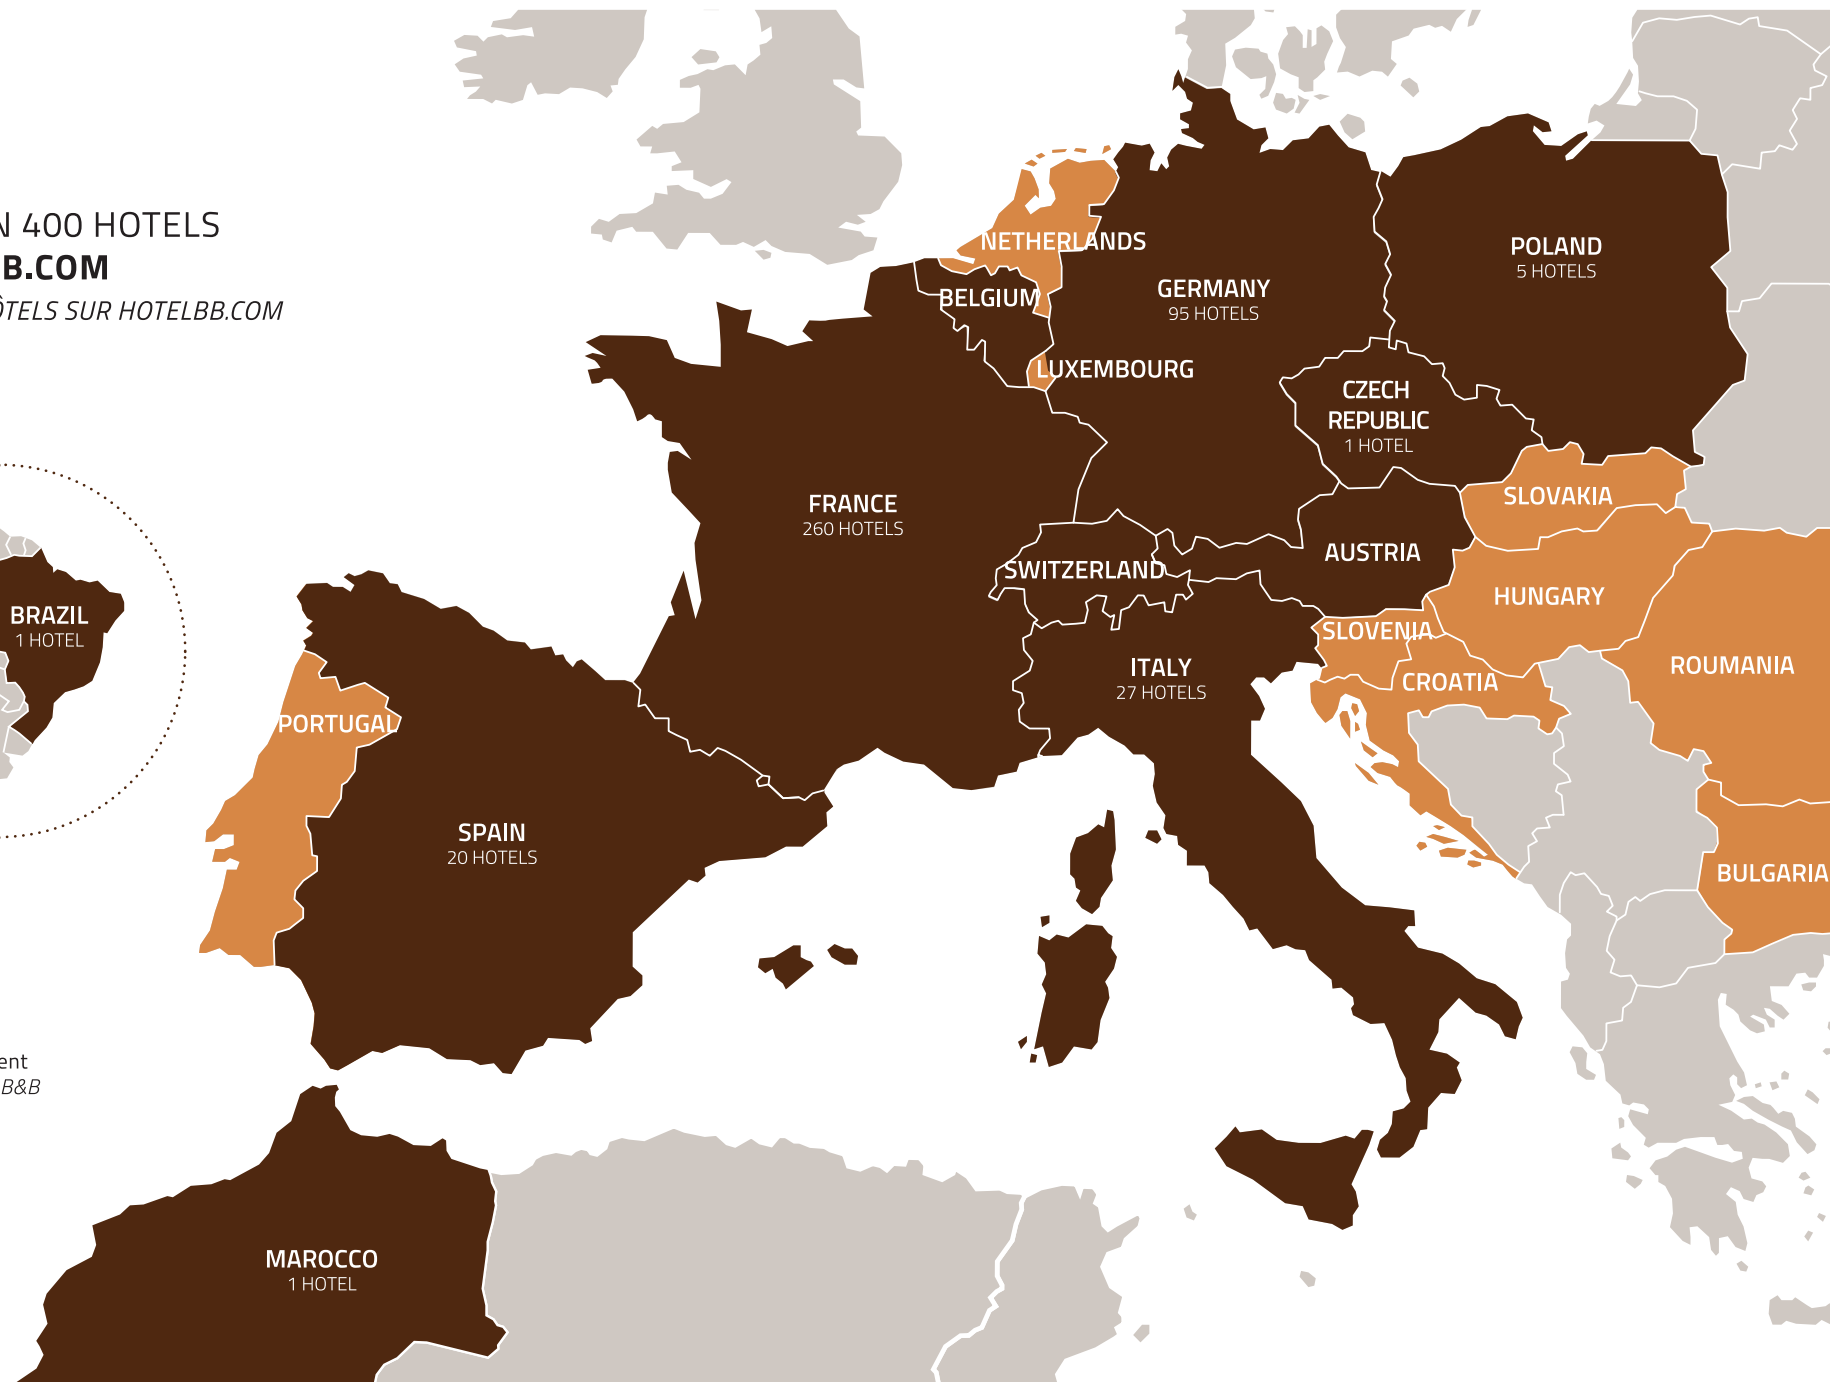 N 400 HOTELS
B.COM
ÔTELS SUR HOTELBB.COM
NETHERLANDS
BELGIUM
LUXEMBOURG
GERMANY
95 HOTELS
POLAND
5 HOTELS
CZECH
REPUBLIC
1 HOTEL
FRANCE
260 HOTELS
SLOVAKIA
AUSTRIA
SWITZERLAND
HUNGARY
SLOVENIA
CROATIA
ROUMANIA
ITALY
27 HOTELS
BRAZIL
1 HOTEL
PORTUGAL
SPAIN
20 HOTELS
BULGARIA
ent
B&B
MAROCCO
1 HOTEL